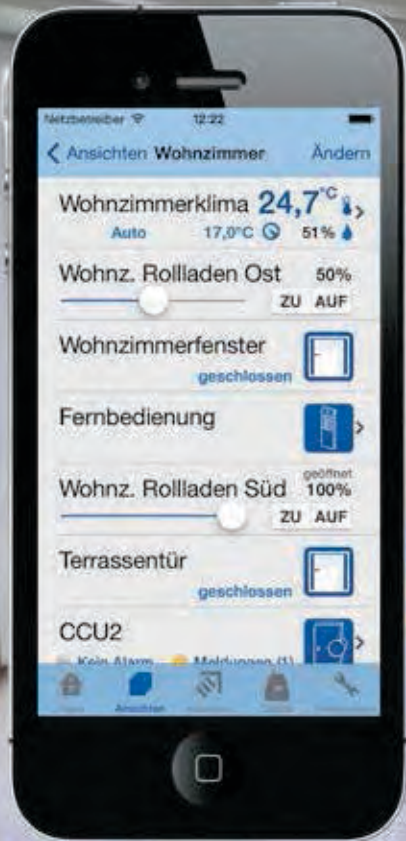 Netzbetreiber 12:22
Ansichten Wohnzimmer Ändern
Wohnzimmerklima 24,7°C
Auto 17,0°C 51%
Wohnz. Rollladen Ost 50%
ZU AUF
Wohnzimmerfenster
geschlossen
Fernbedienung
geöffnet
Wohnz. Rollladen Süd 100%
ZU AUF
Terrassentür
geschlossen
CCU2
Kein Alarm Meldungen (1)
Ansichten